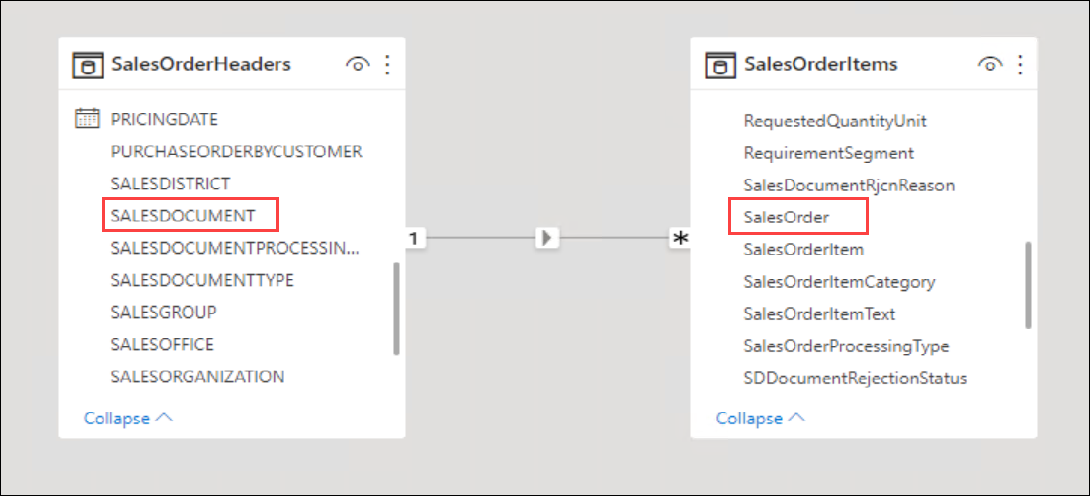 SalesOrderHeaders
PRICINGDATE
PURCHASEORDERBYCUSTOMER
SALESDISTRICT
SALESDOCUMENT
SALESDOCUMENTPROCESSIN...
SALESDOCUMENTTYPE
SALESGROUP
SALESOFFICE
SALESORGANIZATION
Collapse
1
*
SalesOrderItems
RequestedQuantityUnit
RequirementSegment
SalesDocumentRjcnReason
SalesOrder
SalesOrderItem
SalesOrderItemCategory
SalesOrderItemText
SalesOrderProcessingType
SDDocumentRejectionStatus
Collapse